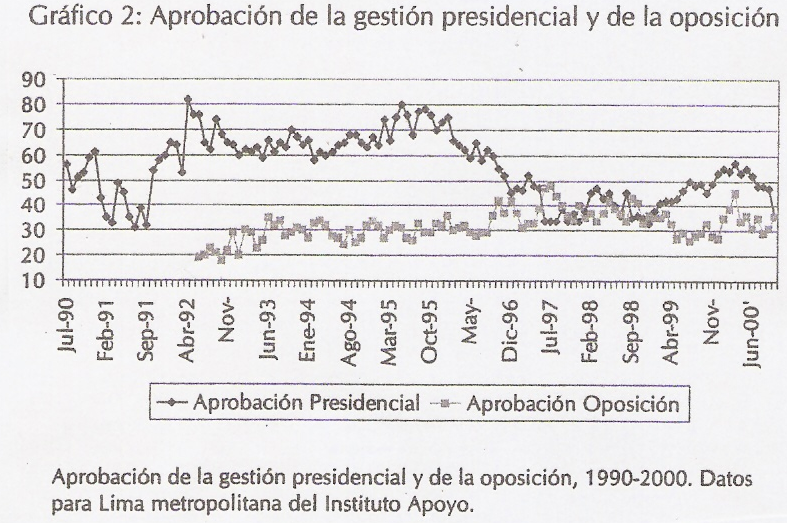 Gráfico 2: Aprobación de la gestión presidencial y de la oposición
90
80
70
60
50
40
30
20
10
Jul-90
Feb-91
Sep-91
Abr-92
Nov-
Jun-93
Ene-94
Ago-94
Mar-95
Oct-95
May-
Dic-96
Jul-97
Feb-98
Sep-98
Abr-99
Nov-
Jun-00'
Aprobación Presidencial Aprobación Oposición
Aprobación de la gestión presidencial y de la oposición, 1990-2000. Datos
para Lima metropolitana del Instituto Apoyo.